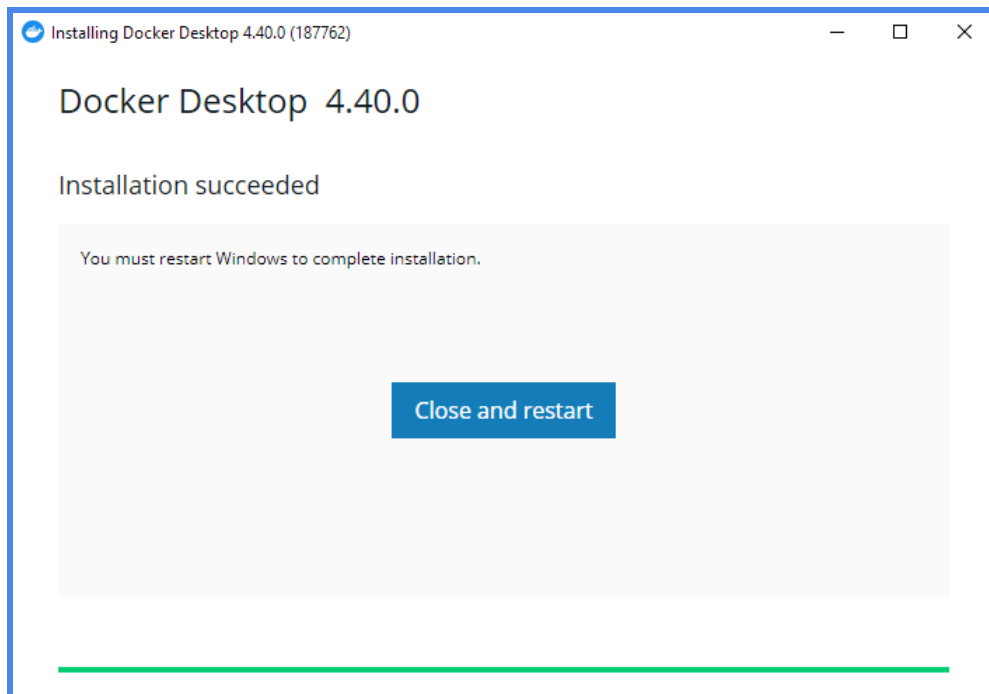 Installing Docker Desktop 4.40.0 (187762)
Docker Desktop 4.40.0
Installation succeeded
You must restart Windows to complete installation.
Close and restart